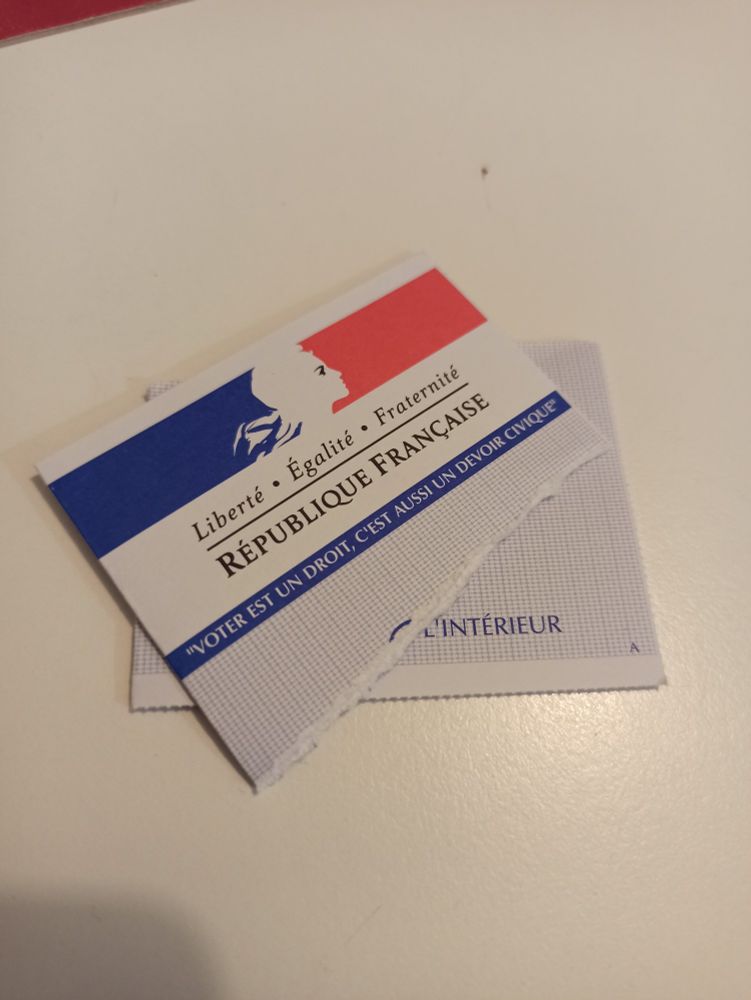 Liberté • Égalité • Fraternité
RÉPUBLIQUE FRANÇAISE
"VOTER EST UN DROIT, C'EST AUSSI UN DEVOIR CIVIQUE"
L'INTÉRIEUR
A